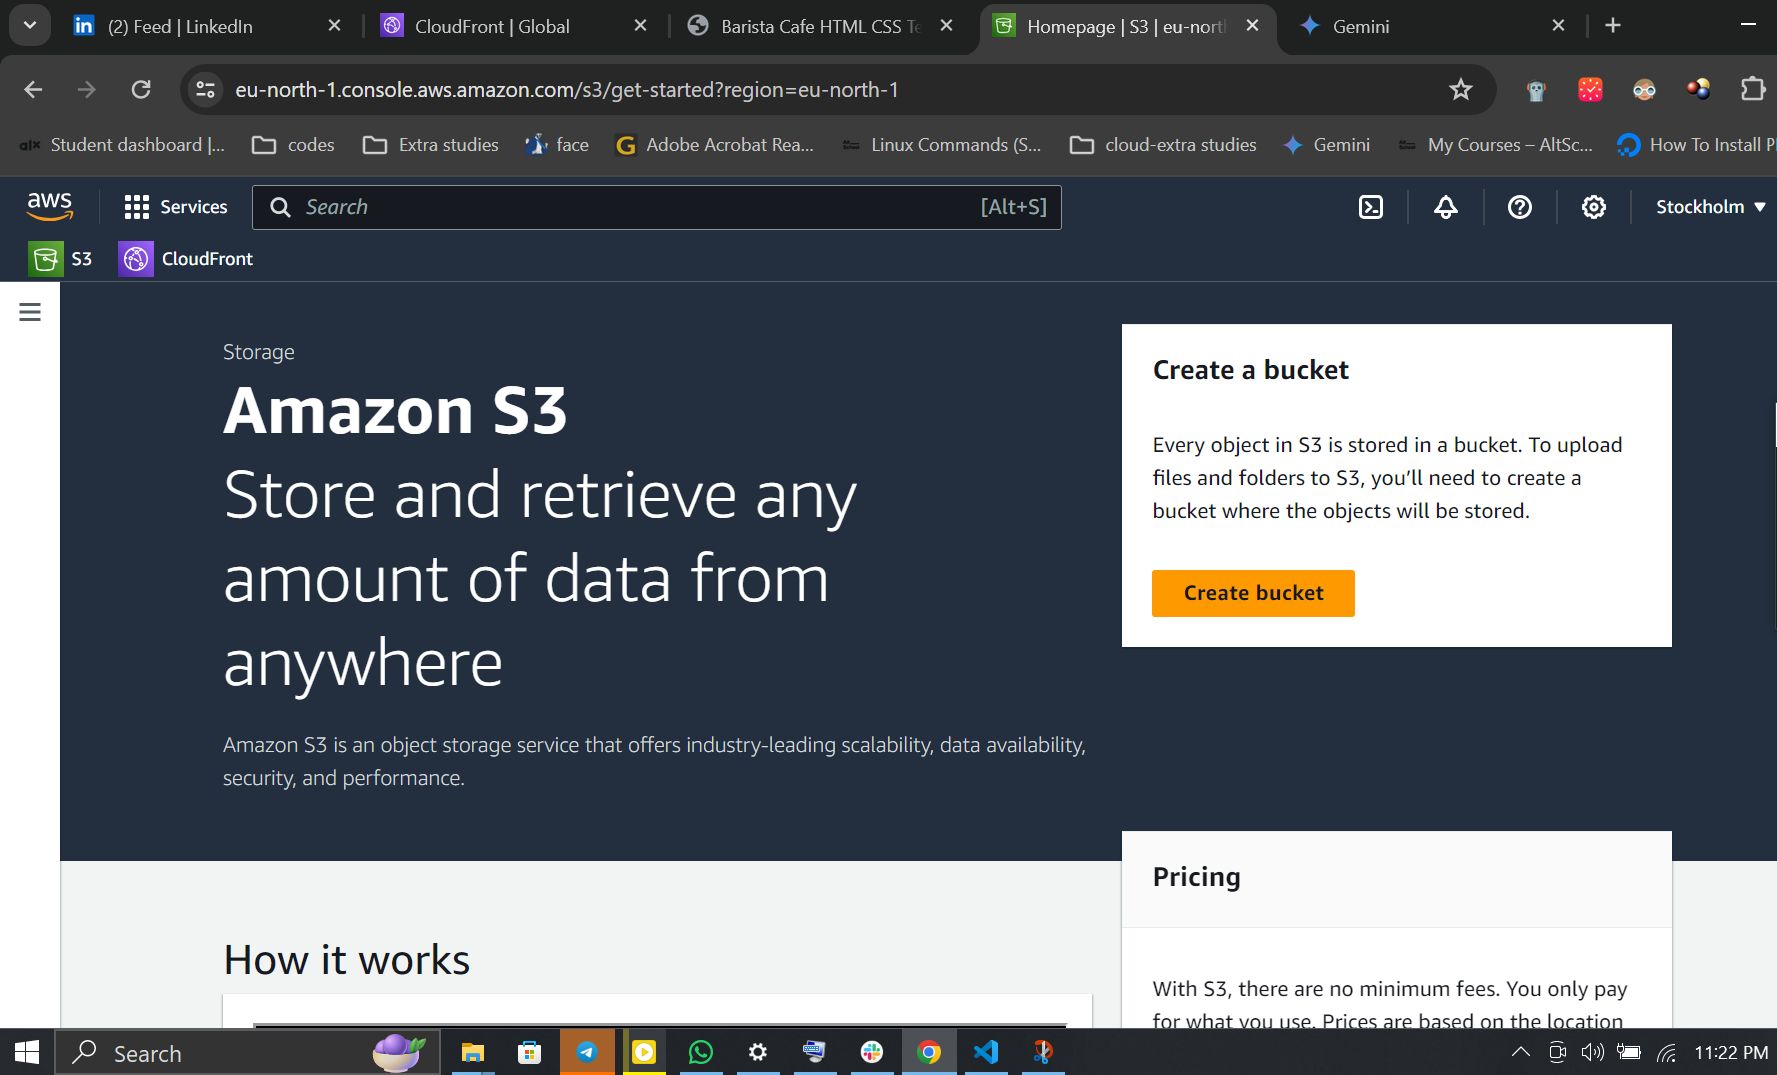 (2) Feed | LinkedIn
CloudFront | Global
Barista Cafe HTML CSS Te
Homepage | S3 | eu-nort
Gemini
eu-north-1.console.aws.amazon.com/s3/get-started?region=eu-north-1
Student dashboard |...
codes
Extra studies
face
Adobe Acrobat Rea...
Linux Commands (S...
cloud-extra studies
Gemini
My Courses – AltSc...
How To Install P
aws
Services
Search
[Alt+S]
Stockholm
S3
CloudFront
Storage
Amazon S3
Store and retrieve any
amount of data from
anywhere
Amazon S3 is an object storage service that offers industry-leading scalability, data availability,
security, and performance.
Create a bucket
Every object in S3 is stored in a bucket. To upload
files and folders to S3, you’ll need to create a
bucket where the objects will be stored.
Create bucket
How it works
Pricing
With S3, there are no minimum fees. You only pay
for what you use. Prices are based on the location
Search
11:22 PM